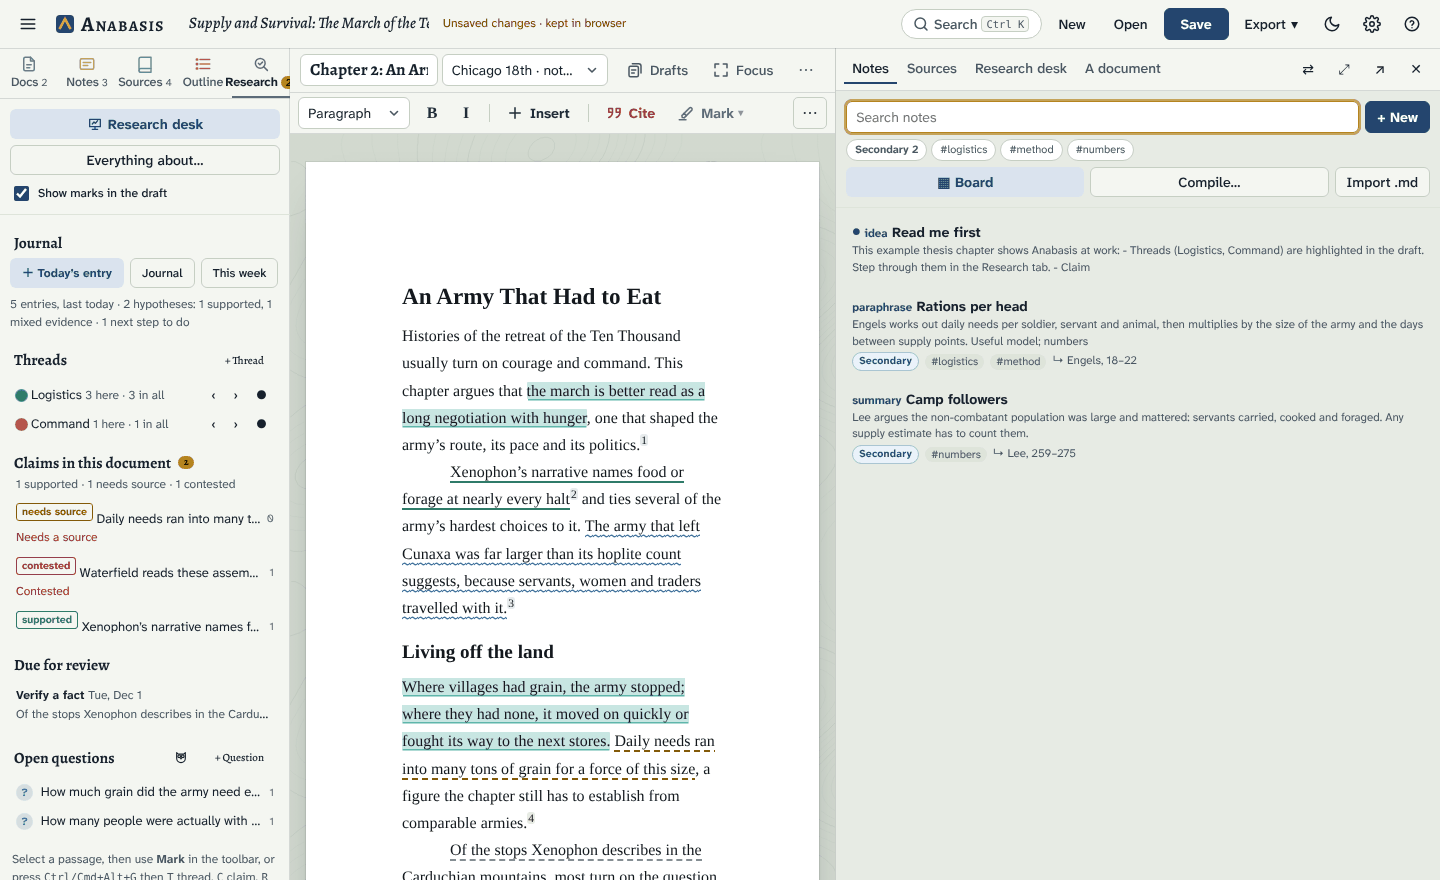 Anabasis
Supply and Survival: The March of the Te
Unsaved changes · kept in browser
Search Ctrl K
New
Open
Save
Export ▾
Docs 2
Notes 3
Sources 4
Outline
Research 2
Research desk
Everything about…
Show marks in the draft
Journal
+ Today's entry
Journal
This week
5 entries, last today · 2 hypotheses: 1 supported, 1
mixed evidence · 1 next step to do
Threads
+ Thread
Logistics 3 here · 3 in all ‹ ›
Command 1 here · 1 in all ‹ ›
Claims in this document 2
1 supported · 1 needs source · 1 contested
needs source Daily needs ran into many t… 0
Needs a source
contested Waterfield reads these assem… 1
Contested
supported Xenophon's narrative names f… 1
Due for review
Verify a fact Tue, Dec 1
Of the stops Xenophon describes in the Cardu…
Open questions
+ Question
? How much grain did the army need e… 1
? How many people were actually with … 1
Select a passage, then use Mark in the toolbar, or
press Ctrl/Cmd+Alt+G then T thread, C claim, R
Chapter 2: An Ar
Chicago 18th · not…
Drafts
Focus
···
Paragraph
B
I
+ Insert
Cite
Mark ▾
···
An Army That Had to Eat
Histories of the retreat of the Ten Thousand
usually turn on courage and command. This
chapter argues that the march is better read as a
long negotiation with hunger, one that shaped the
army's route, its pace and its politics.1
Xenophon's narrative names food or
forage at nearly every halt2 and ties several of the
army's hardest choices to it. The army that left
Cunaxa was far larger than its hoplite count
suggests, because servants, women and traders
travelled with it.3
Living off the land
Where villages had grain, the army stopped;
where they had none, it moved on quickly or
fought its way to the next stores. Daily needs ran
into many tons of grain for a force of this size, a
figure the chapter still has to establish from
comparable armies.4
Of the stops Xenophon describes in the
Carduchian mountains, most turn on the question
Notes
Sources
Research desk
A document
Search notes
+ New
Secondary 2
#logistics
#method
#numbers
Board
Compile…
Import .md
idea Read me first
This example thesis chapter shows Anabasis at work: - Threads (Logistics, Command) are highlighted in the draft.
Step through them in the Research tab. - Claim
paraphrase Rations per head
Engels works out daily needs per soldier, servant and animal, then multiplies by the size of the army and the days
between supply points. Useful model; numbers
Secondary #logistics #method ↪ Engels, 18–22
summary Camp followers
Lee argues the non-combatant population was large and mattered: servants carried, cooked and foraged. Any
supply estimate has to count them.
Secondary #numbers ↪ Lee, 259–275